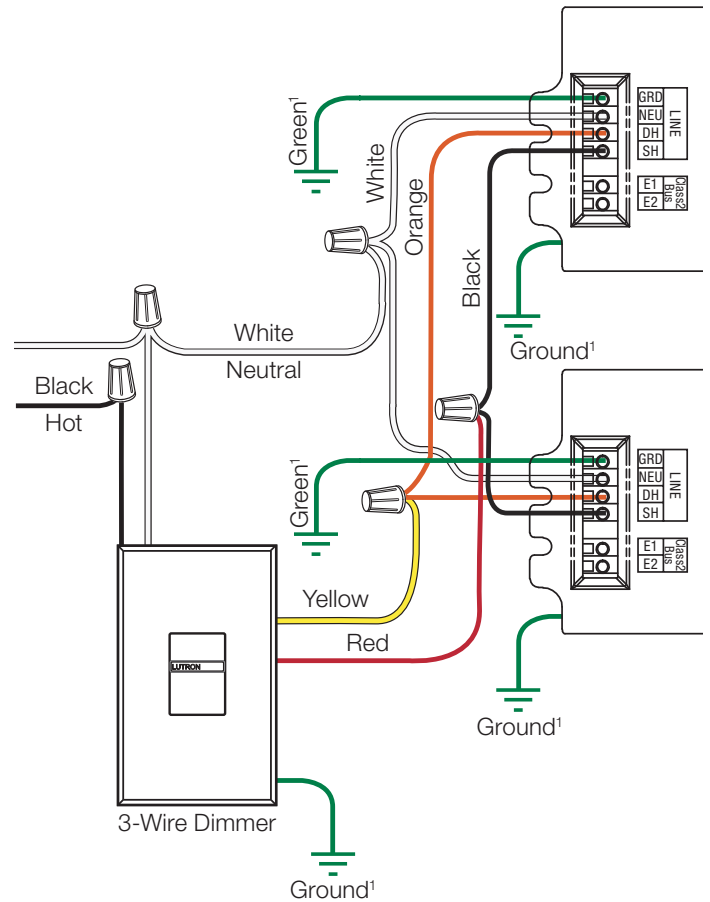 GRD
NEU
DH
SH
LINE
E1
E2
Class2
Bus
Green¹
White
Orange
Black
Ground¹
White
Neutral
Black
Hot
GRD
NEU
DH
SH
LINE
E1
E2
Class2
Bus
Green¹
Yellow
Red
LUTRON
Ground¹
3-Wire Dimmer
Ground¹